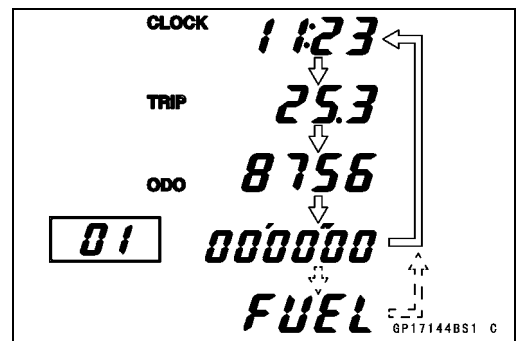 CLOCK 11:23
TRIP 25.3
ODO 8756
01 00'00"00
FUEL
GP17144BS1 C